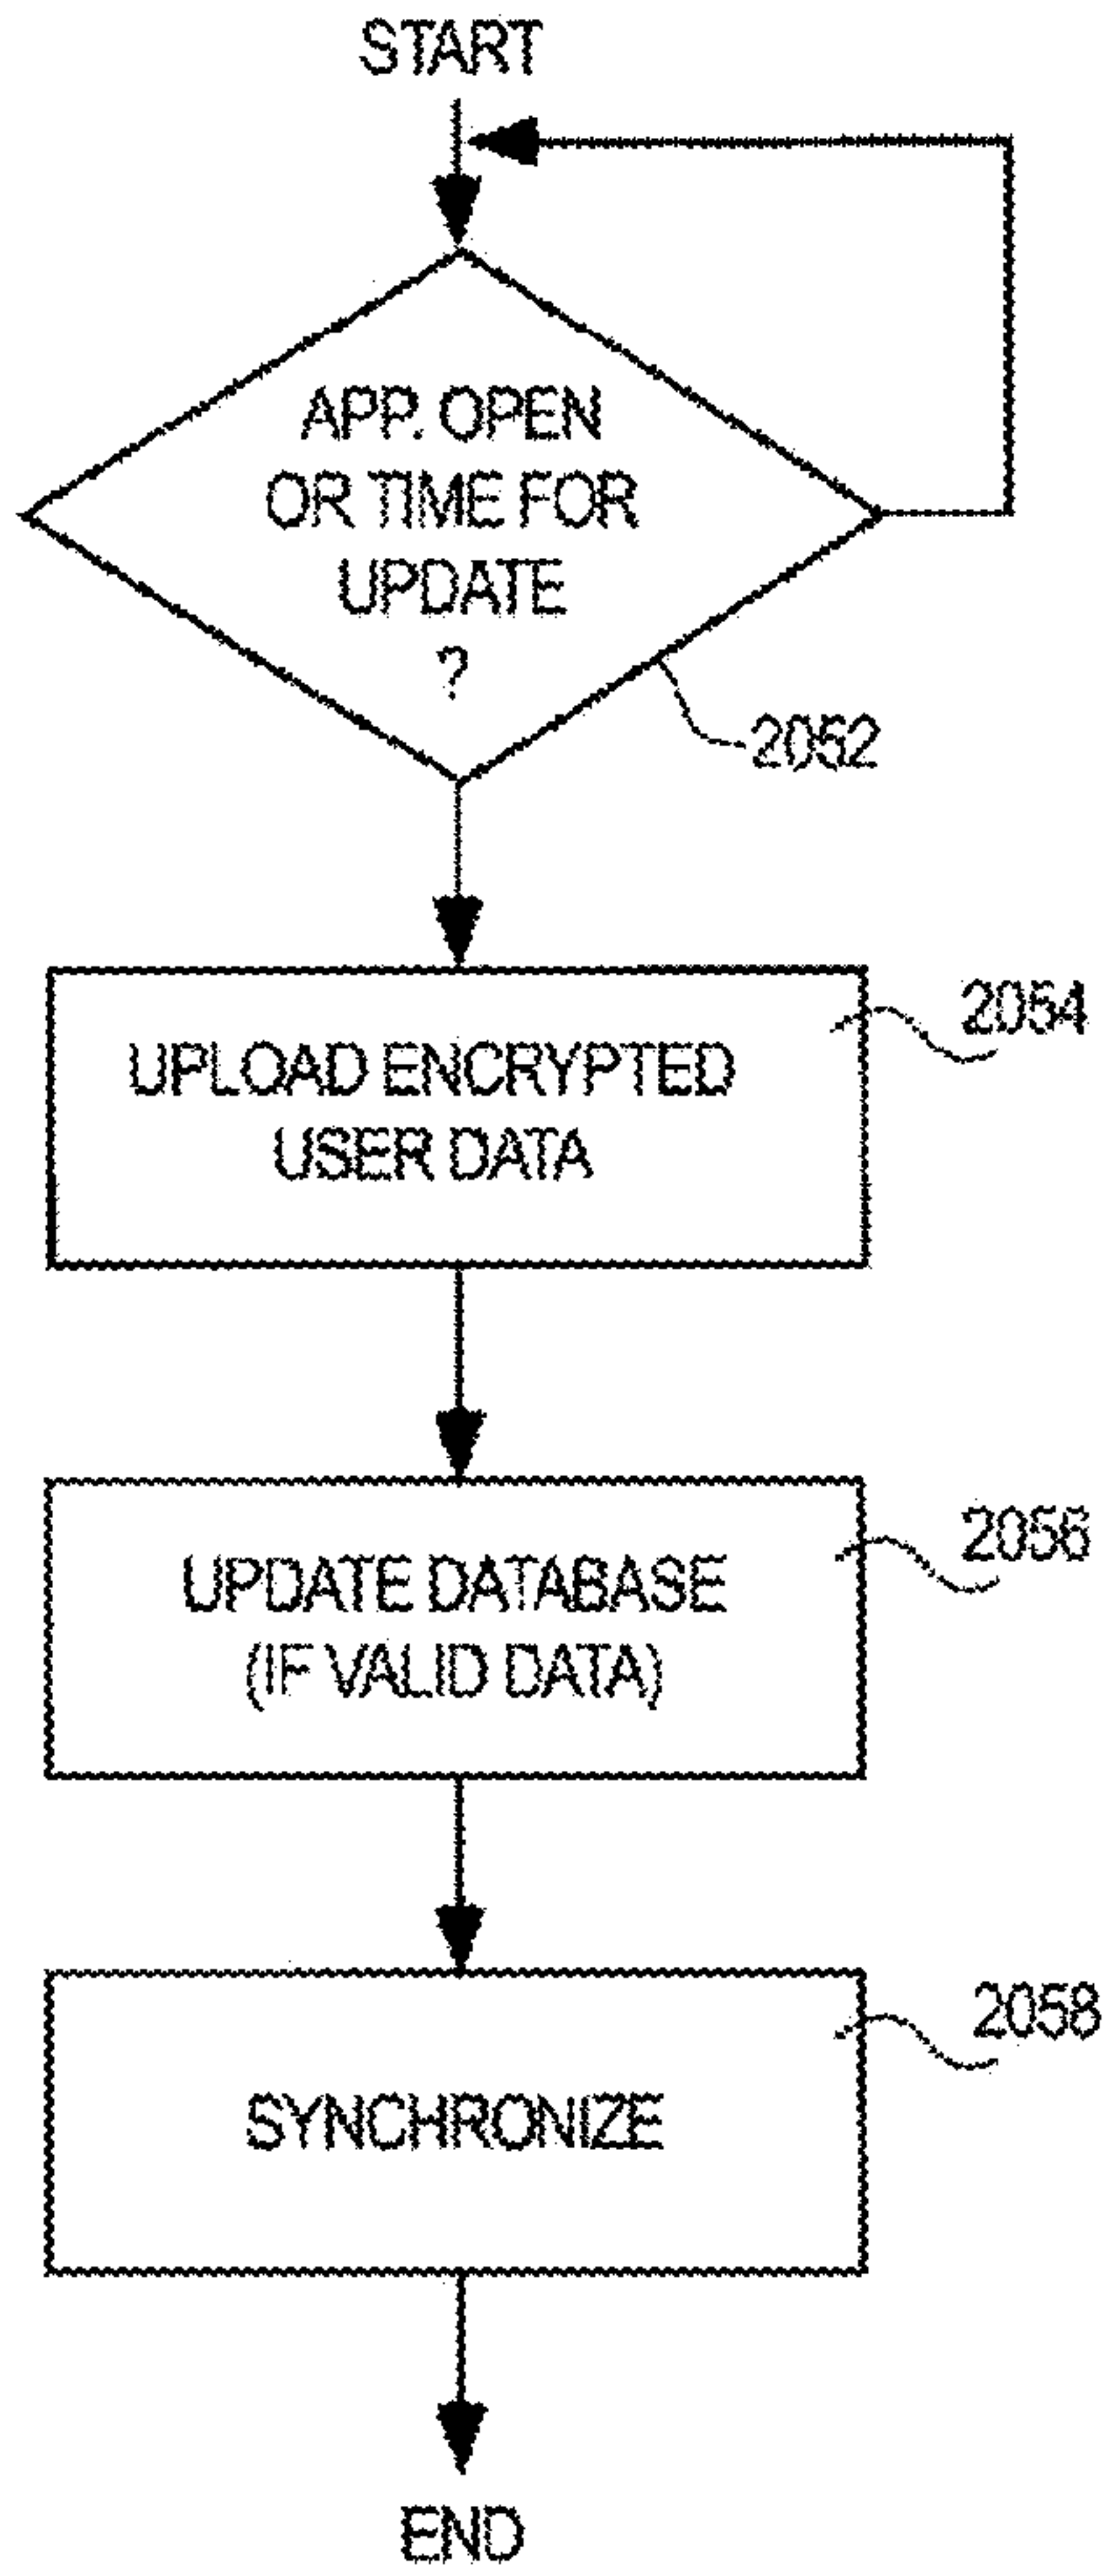 START
APP. OPEN
OR TIME FOR
UPDATE
?
2052
2054
UPLOAD ENCRYPTED
USER DATA
2056
UPDATE DATABASE
(IF VALID DATA)
2058
SYNCHRONIZE
END